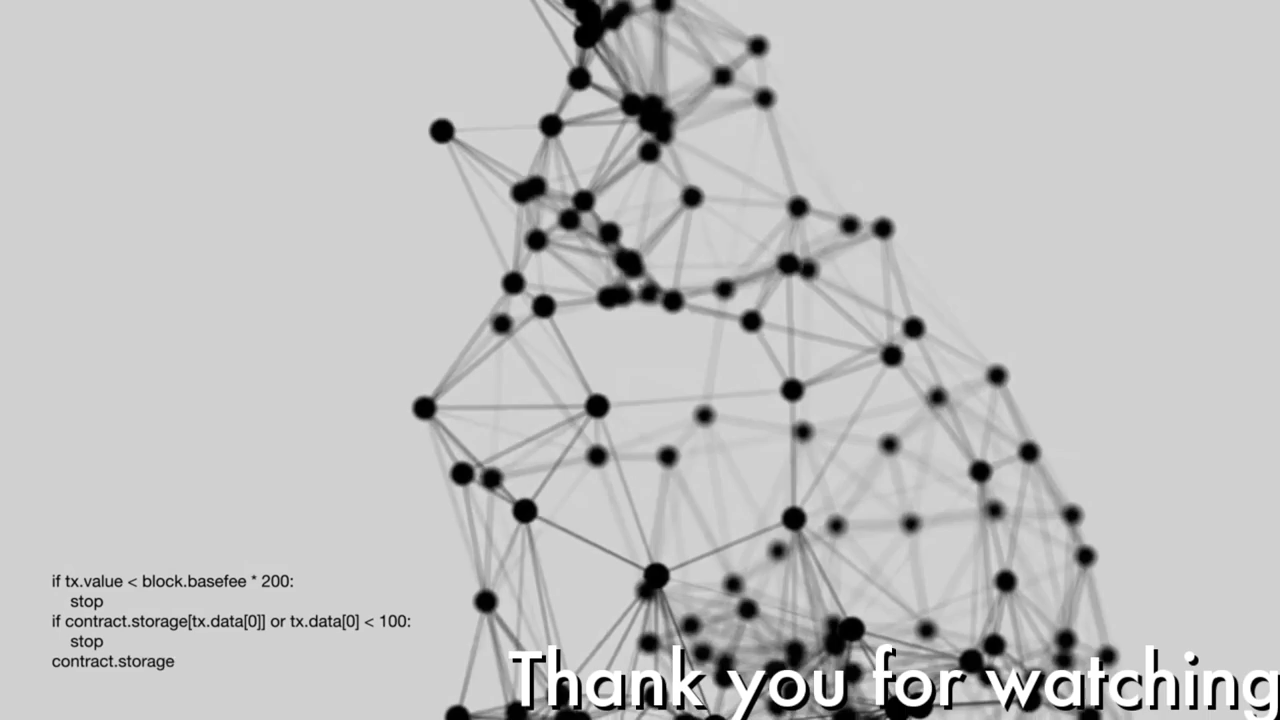 if tx.value < block.basefee * 200:
stop
if contract.storage[tx.data[0]] or tx.data[0] < 100:
stop
contract.storage
Thank you for watching